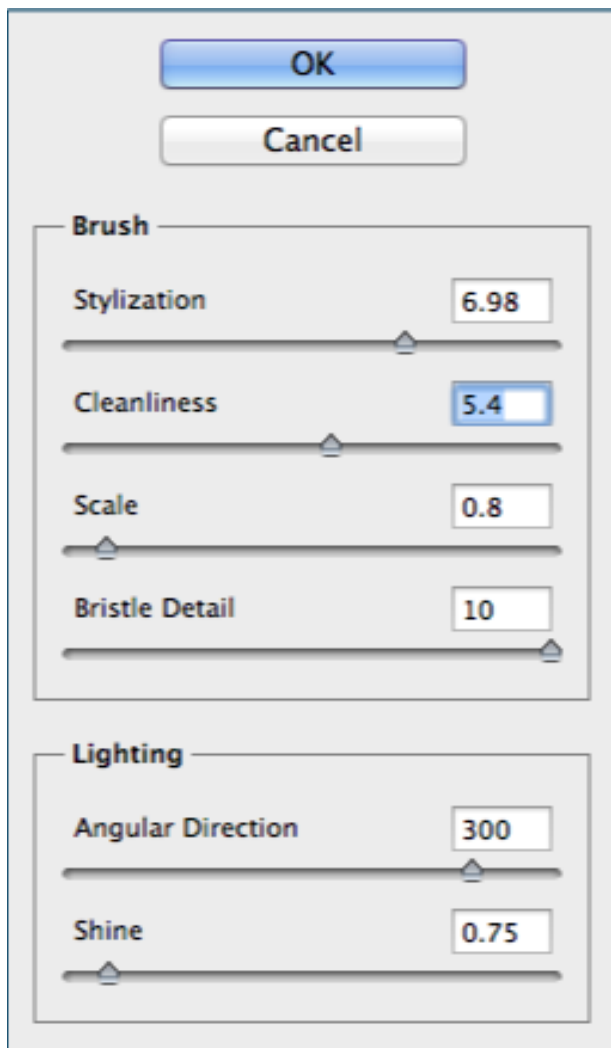 OK
Cancel
Brush
Stylization 6.98
Cleanliness 5.4
Scale 0.8
Bristle Detail 10
Lighting
Angular Direction 300
Shine 0.75